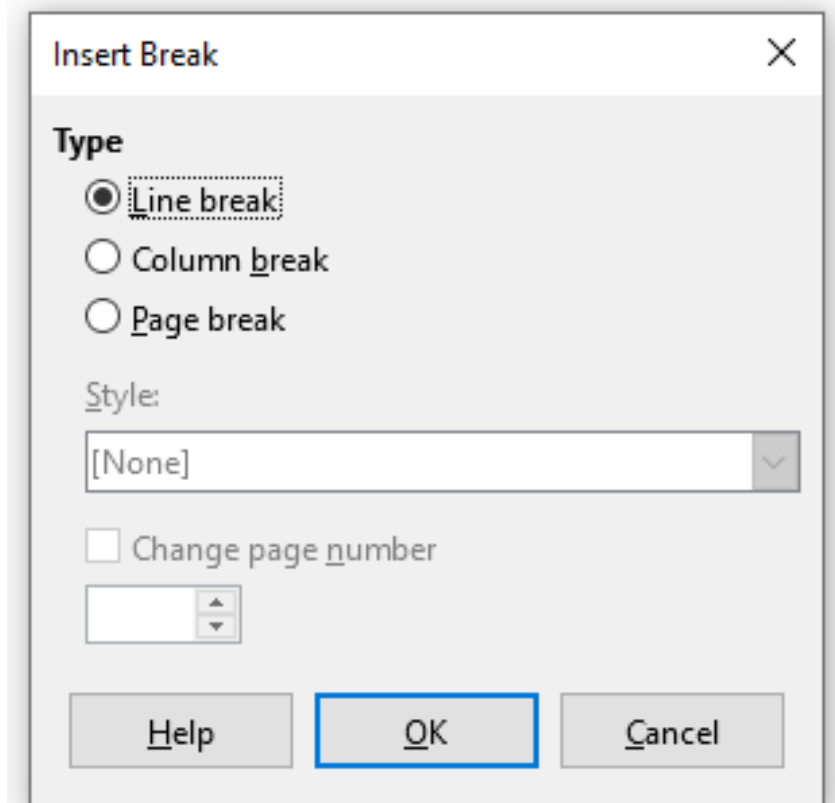 Insert Break
Type
Line break
Column break
Page break
Style:
[None]
Change page number
Help OK Cancel